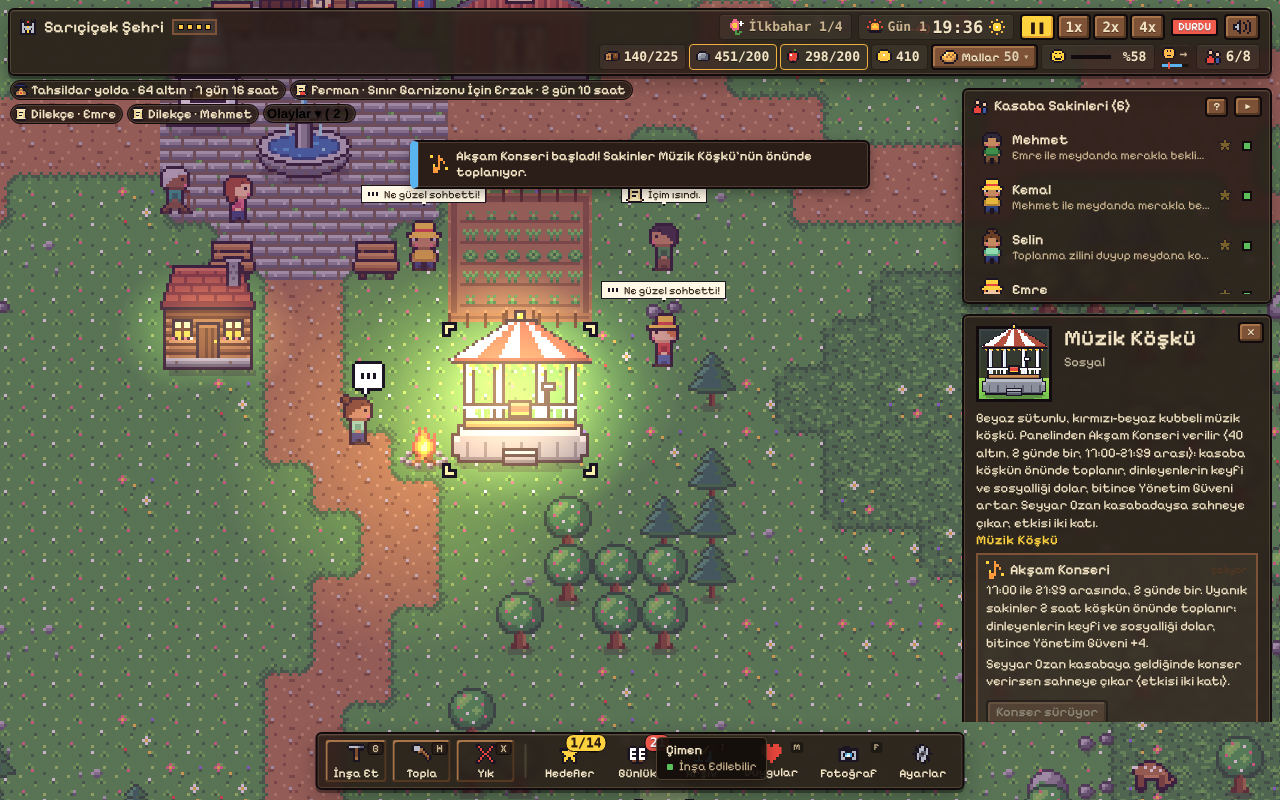 Sarıçiçek Şehri
İlkbahar 1/4
Gün 1 19:36
1x
2x
4x
DURDU
140/225
451/200
298/200
410
Mallar 50
%58
6/8
Tahsildar yolda · 64 altın · 7 gün 16 saat
Ferman · Sınır Garnizonu İçin Erzak · 2 gün 10 saat
Dilekçe · Emre
Dilekçe · Mehmet
Olaylar ▾ ( 2 )
Akşam Konseri başladı! Sakinler Müzik Köşkü'nün önünde
toplanıyor.
Ne güzel sohbetti!
İçim ısındı.
Ne güzel sohbetti!
Kasaba Sakinleri (6)
?
Mehmet
Emre ile meydanda merakla bekli...
Kemal
Mehmet ile meydanda merakla be...
Selin
Toplanma zilini duyup meydana ko...
Emre
Müzik Köşkü
Sosyal
Beyaz sütunlu, kırmızı-beyaz kubbeli müzik
köşkü. Panelinden Akşam Konseri verilir (40
altın, 2 günde bir, 17:00-21:59 arası): kasaba
köşkün önünde toplanır, dinleyenlerin keyfi
ve sosyalliği dolar, bitince Yönetim Güveni
artar. Seyyar Ozan kasabadaysa sahneye
çıkar, etkisi iki katı.
Müzik Köşkü
Akşam Konseri
17:00 ile 21:59 arasında, 2 günde bir. Uyanık
sakinler 2 saat köşkün önünde toplanır;
dinleyenlerin keyfi ve sosyalliği dolar,
bitince Yönetim Güveni +4.
Seyyar Ozan kasabaya geldiğinde konser
verirsen sahneye çıkar (etkisi iki katı).
Konser sürüyor
G
İnşa Et
H
Topla
X
Yık
1/14
Hedefler
2
Günlük
Çimen
İnşa Edilebilir
M
F
Fotoğraf
Ayarlar